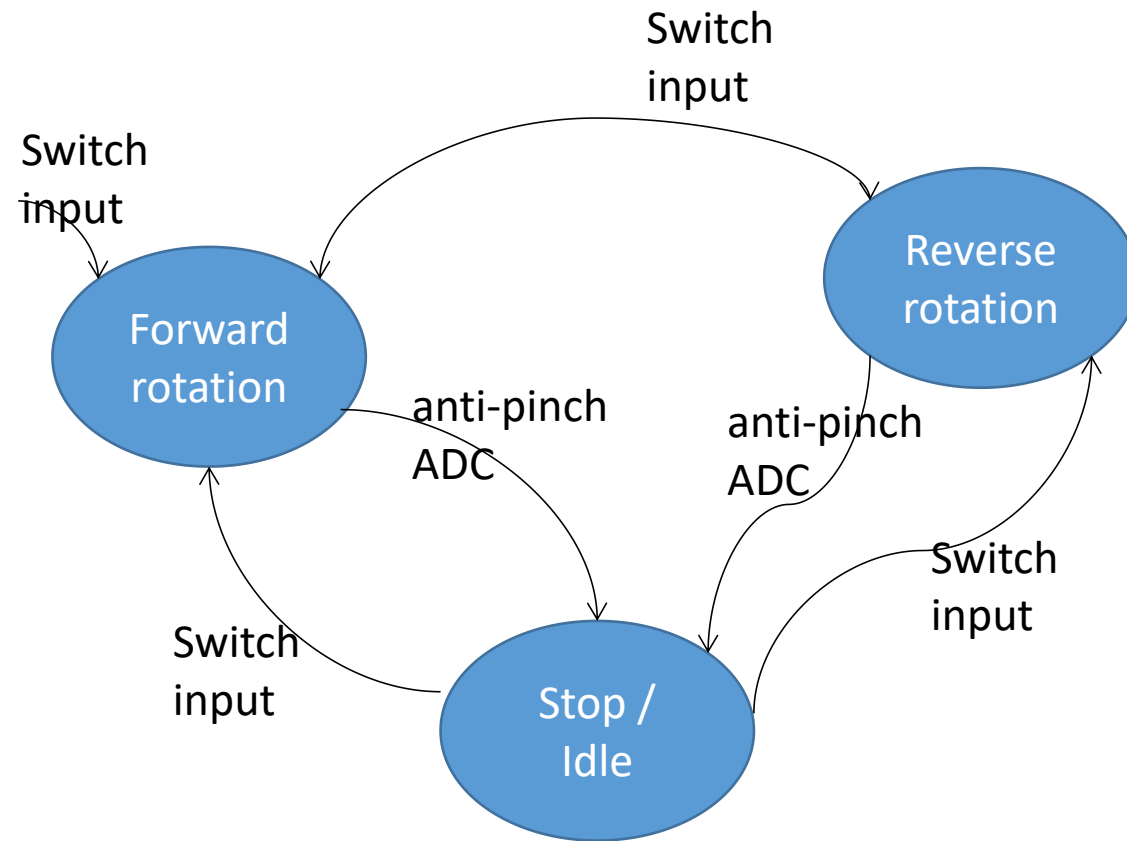 Switch
input
Switch
input
Reverse
rotation
Forward
rotation
anti-pinch
ADC
anti-pinch
ADC
Switch
input
Switch
input
Stop /
Idle